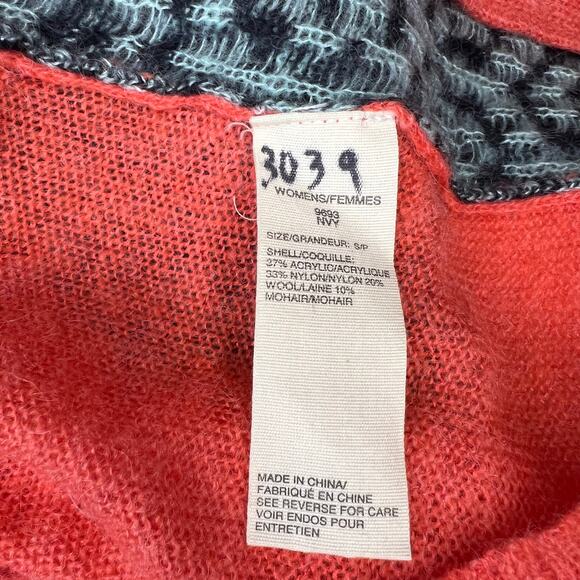 3039
WOMENS/FEMMES
9693
NVY
SIZE/GRANDEUR: S/P
SHELL/COQUILLE:
37% ACRYLIC/ACRYLIQUE
33% NYLON/NYLON 20%
WOOL/LAINE 10%
MOHAIR/MOHAIR
MADE IN CHINA/
FABRIQUÉ EN CHINE
SEE REVERSE FOR CARE
VOIR ENDOS POUR
ENTRETIEN